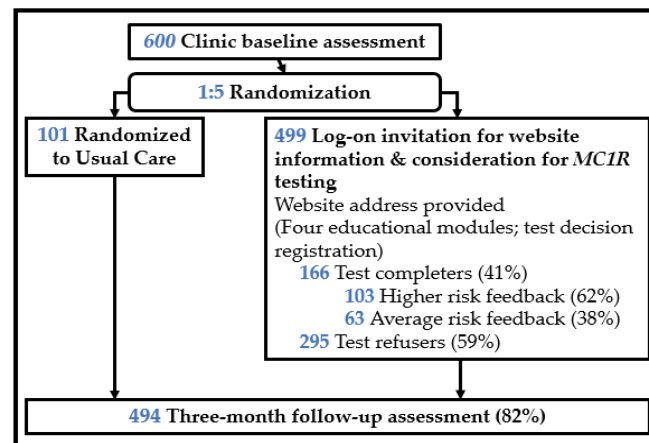 600 Clinic baseline assessment
1:5 Randomization
101 Randomized
to Usual Care
499 Log-on invitation for website
information & consideration for MC1R
testing
Website address provided
(Four educational modules; test decision
registration)
166 Test completers (41%)
103 Higher risk feedback (62%)
63 Average risk feedback (38%)
295 Test refusers (59%)
494 Three-month follow-up assessment (82%)